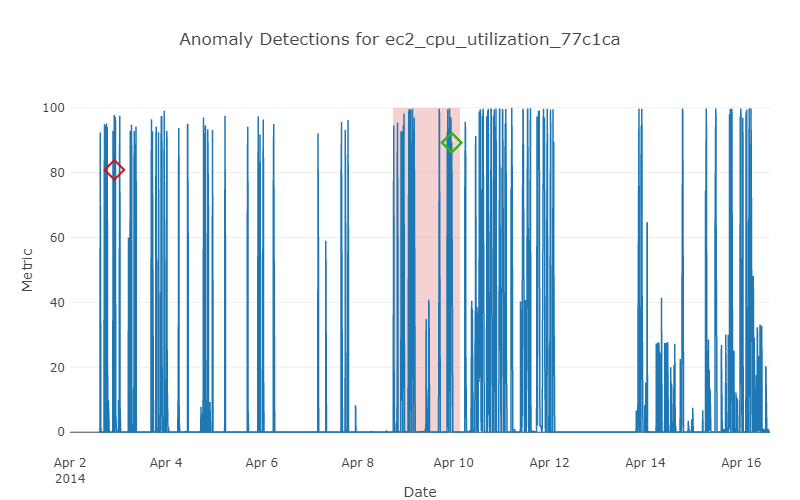 Anomaly Detections for ec2_cpu_utilization_77c1ca
100
80
60
40
20
0
Metric
Apr 2
2014
Apr 4
Apr 6
Apr 8
Apr 10
Apr 12
Apr 14
Apr 16
Date